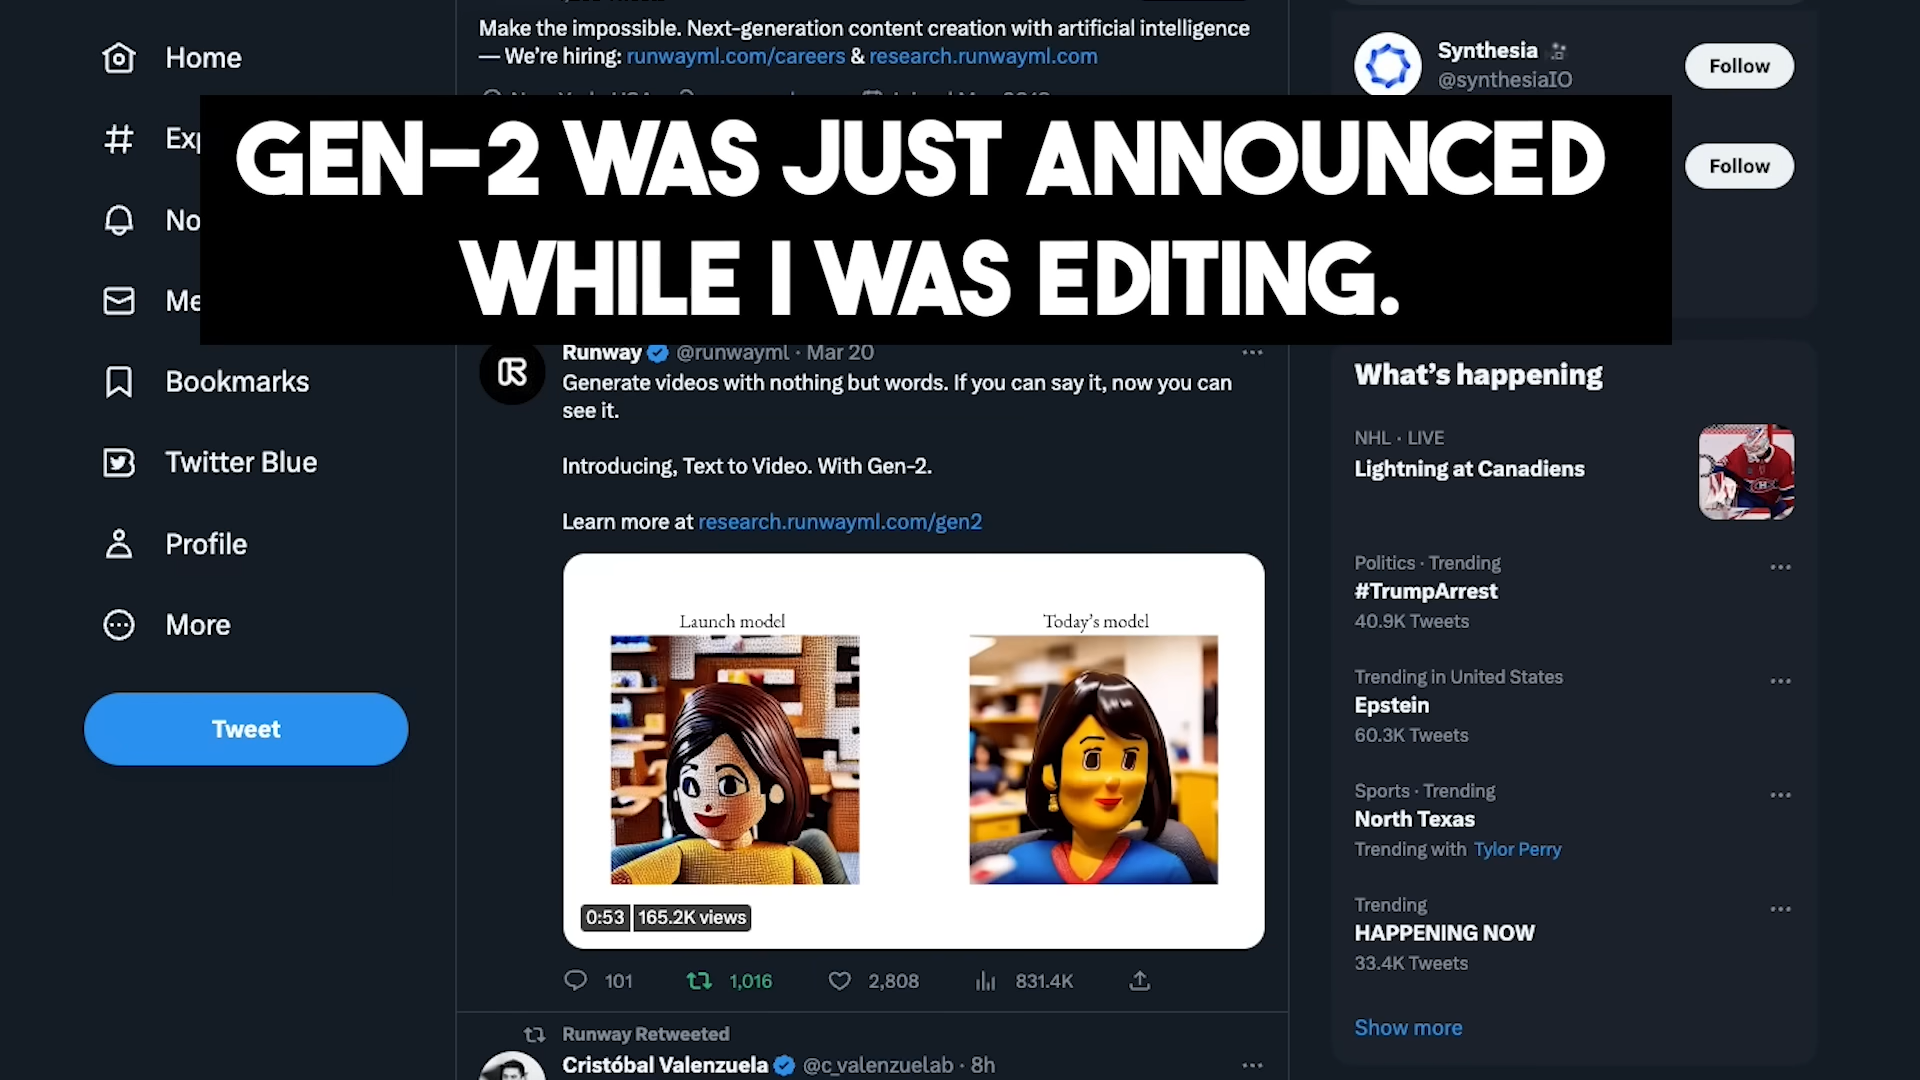 Home
Exp
No
Me
Bookmarks
Twitter Blue
Profile
More
Tweet
Make the impossible. Next-generation content creation with artificial intelligence
— We’re hiring: runwayml.com/careers & research.runwayml.com
GEN-2 WAS JUST ANNOUNCED
WHILE I WAS EDITING.
Runway @runwayml · Mar 20
Generate videos with nothing but words. If you can say it, now you can
see it.
Introducing, Text to Video. With Gen-2.
Learn more at research.runwayml.com/gen2
Launch model
Today’s model
0:53 165.2K views
101 1,016 2,808 831.4K
Runway Retweeted
Cristóbal Valenzuela @c_valenzuelab · 8h
Synthesia
@synthesiaIO
Follow
Follow
What’s happening
NHL · LIVE
Lightning at Canadiens
Politics · Trending
#TrumpArrest
40.9K Tweets
Trending in United States
Epstein
60.3K Tweets
Sports · Trending
North Texas
Trending with Tylor Perry
Trending
HAPPENING NOW
33.4K Tweets
Show more